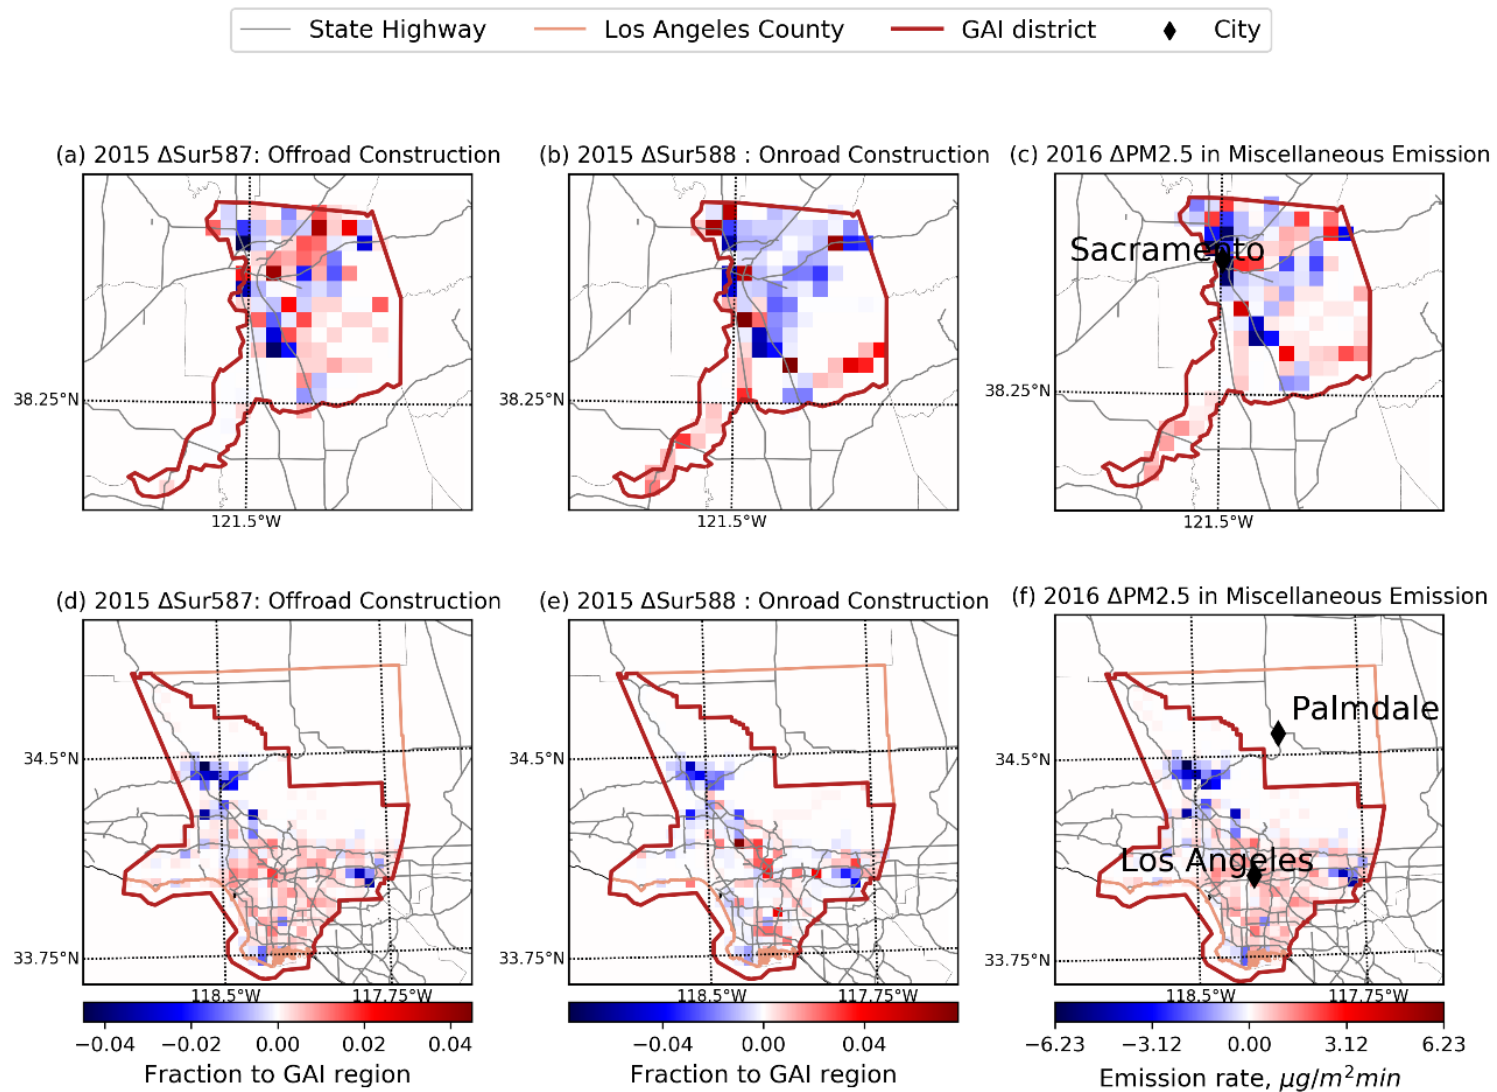 State Highway Los Angeles County GAI district City
(a) 2015 ΔSur587: Offroad Construction
(b) 2015 ΔSur588 : Onroad Construction
(c) 2016 ΔPM2.5 in Miscellaneous Emission
Sacramento
38.25°N
38.25°N
38.25°N
121.5°W
121.5°W
121.5°W
(d) 2015 ΔSur587: Offroad Construction
(e) 2015 ΔSur588 : Onroad Construction
(f) 2016 ΔPM2.5 in Miscellaneous Emission
Palmdale
34.5°N
34.5°N
34.5°N
Los Angeles
33.75°N
33.75°N
33.75°N
118.5°W 117.75°W
118.5°W 117.75°W
118.5°W 117.75°W
−0.04 −0.02 0.00 0.02 0.04
−0.04 0.00 0.04
−6.23 −3.12 0.00 3.12 6.23
Fraction to GAI region
Fraction to GAI region
Emission rate, μg/m²min